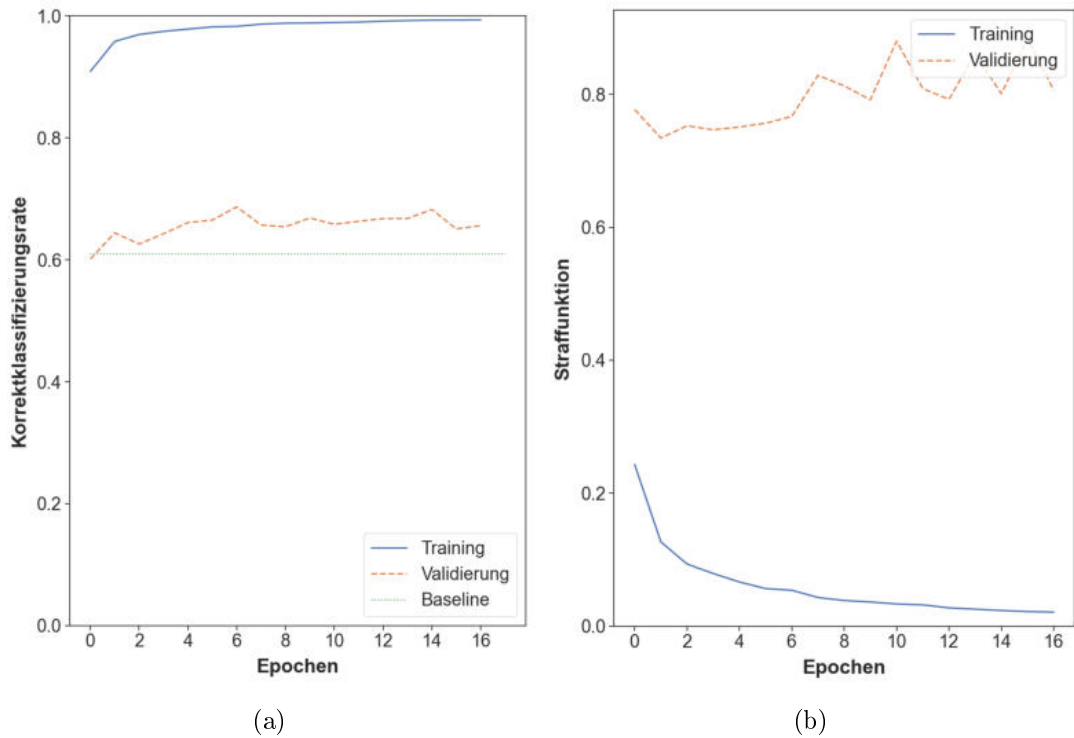 Korrektklassifizierungsrate
1.0
0.8
0.6
0.4
0.2
0.0
0 2 4 6 8 10 12 14 16
Epochen
Training
Validierung
Baseline
(a)
Straffunktion
0.8
0.6
0.4
0.2
0.0
0 2 4 6 8 10 12 14 16
Epochen
Training
Validierung
(b)